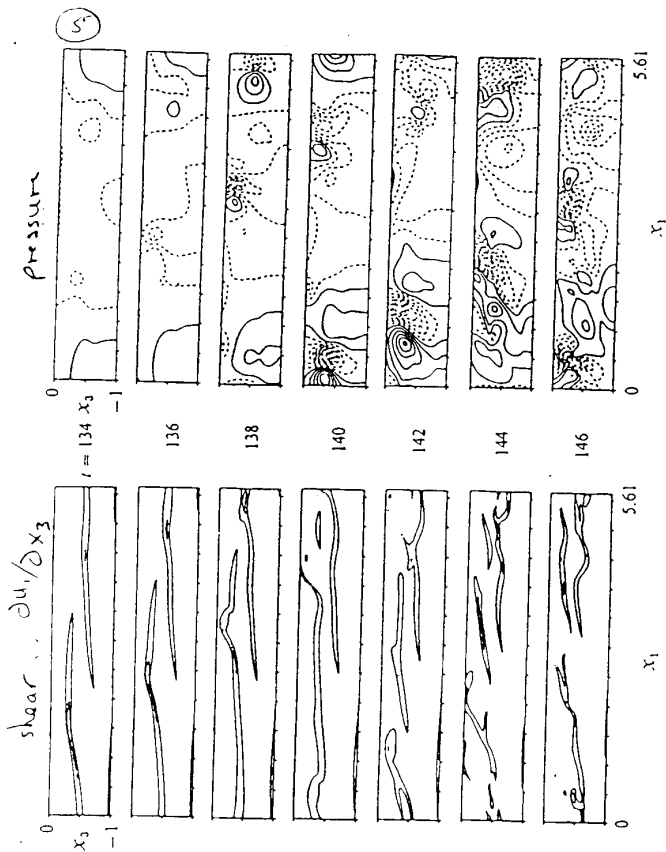 5
pressure
0
x₃
−1
t = 134
136
138
140
142
144
146
0
5.61
x₁
shear ... ∂u₁/∂x₃
0
x₃
−1
0
5.61
x₁